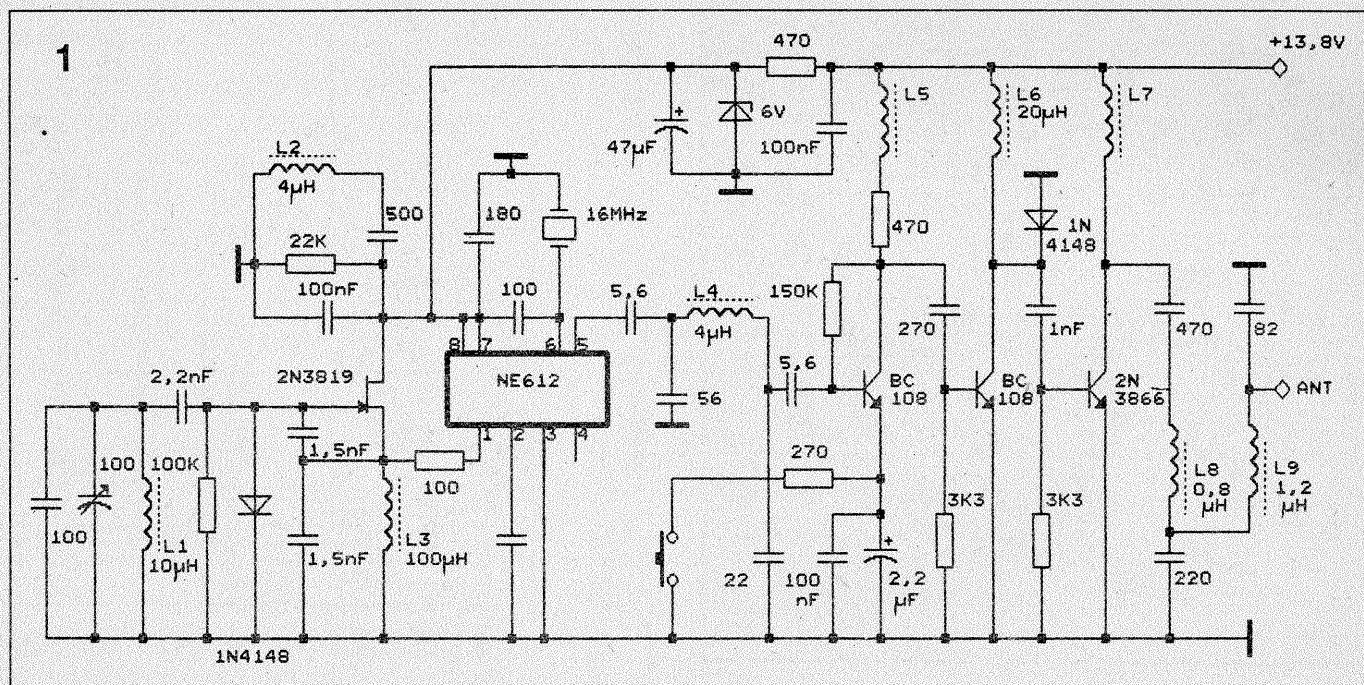 1
470
+13,8V
L5
L6
20µH
L7
6V
47µF
100nF
L2
4µH
500
180
16MHz
470
1N
4148
22K
100nF
100
5,6
L4
4µH
150K
270
1nF
470
82
8 7 6 5
NE612
1 2 3 4
2,2nF
2N3819
56
5,6
BC
108
BC
108
2N
3866
ANT
100
100K
1,5nF
100
270
L8
0,8
µH
L9
1,2
µH
3K3
3K3
100
L1
10µH
1,5nF
L3
100µH
22
100
nF
2,2
µF
220
1N4148